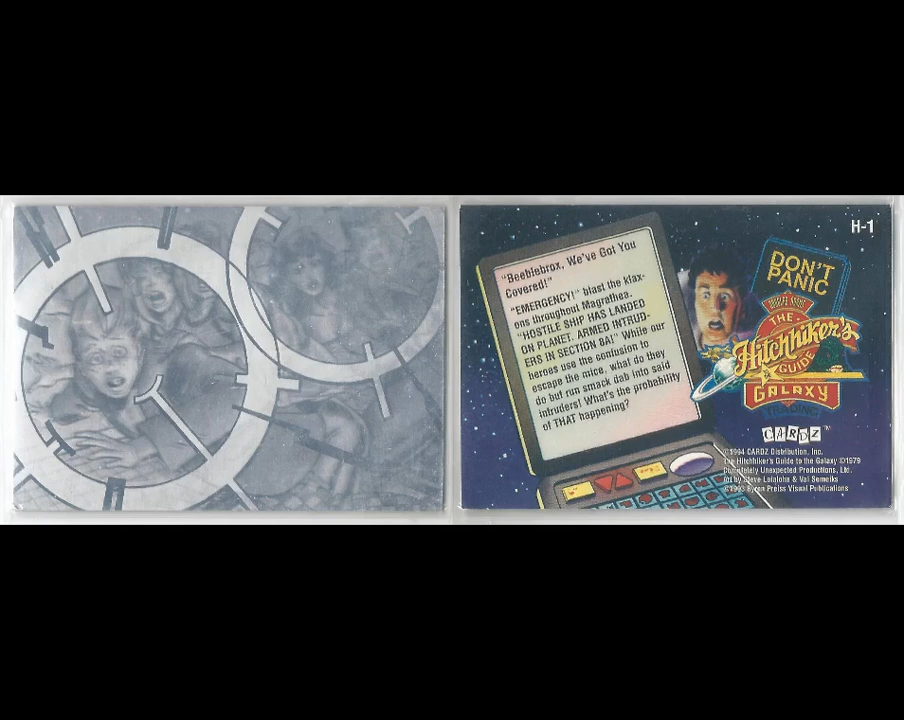 "Beeblebrox, We've Got You
Covered!"
"EMERGENCY!" blast the klax-
ons throughout Magrathea.
"HOSTILE SHIP HAS LANDED
ON PLANET. ARMED INTRUD-
ERS IN SECTION 8A!" While our
heroes use the confusion to
escape the mice, what do they
do but run smack dab into said
intruders! What's the probability
of THAT happening?
H-1
DON'T
PANIC
THE
Hitchhiker's
GUIDE
GALAXY
TRADING
CARDZ™
©1994 CARDZ Distribution, Inc.
The Hitchhiker's Guide to the Galaxy ©1979
Completely Unexpected Productions, Ltd.
Art by Steve Leialoha & Val Semeiks
©1993 Byron Preiss Visual Publications